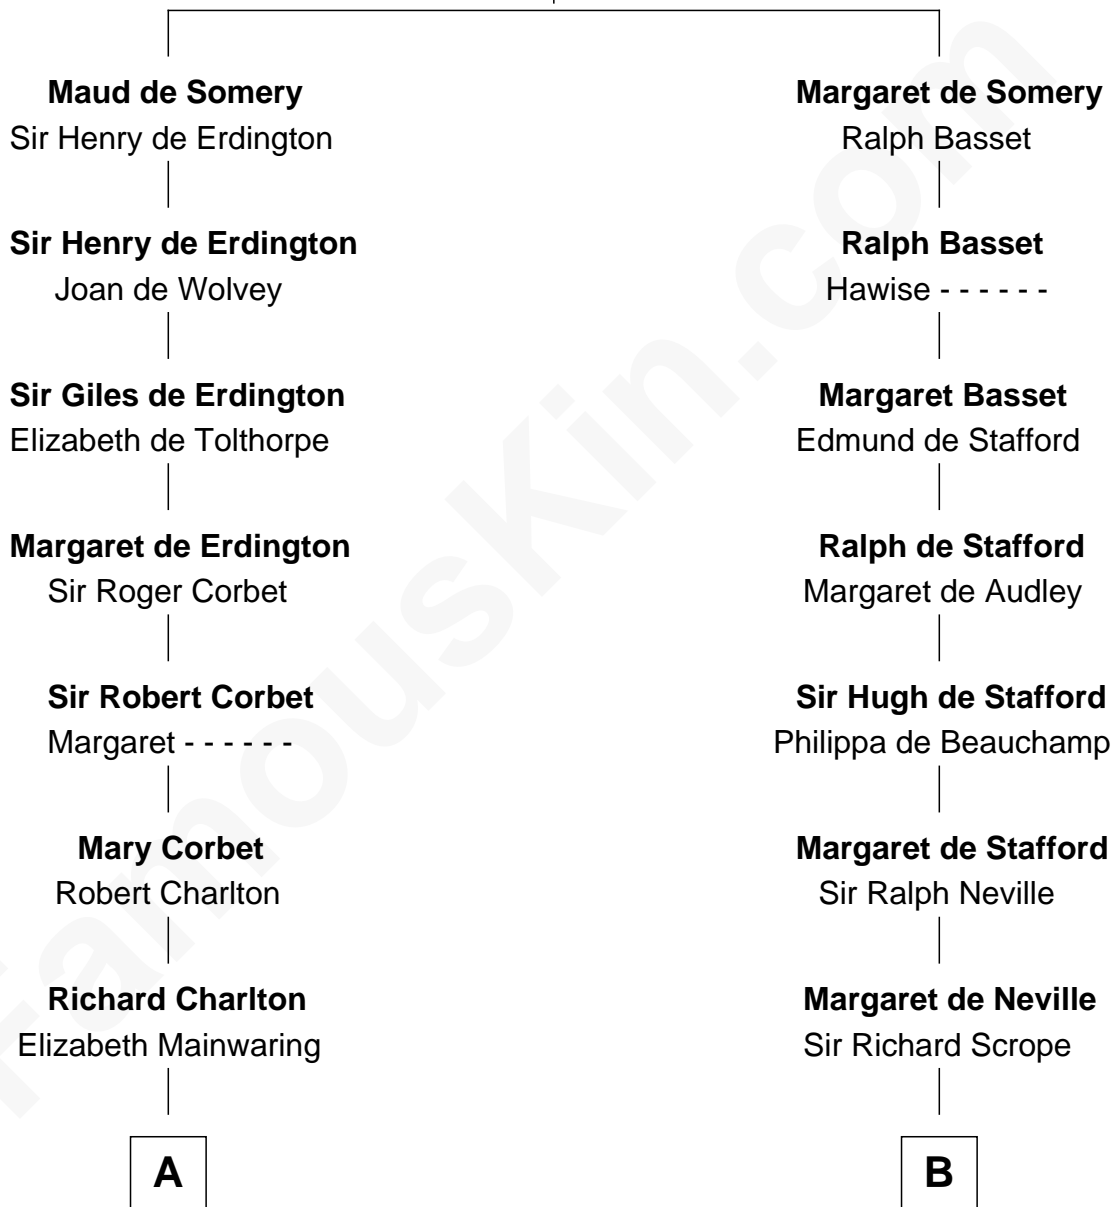 Maud de Somery
Sir Henry de Erdington
Sir Henry de Erdington
Joan de Wolvey
Sir Giles de Erdington
Elizabeth de Tolthorpe
Margaret de Erdington
Sir Roger Corbet
Sir Robert Corbet
Margaret - - - - - -
Mary Corbet
Robert Charlton
Richard Charlton
Elizabeth Mainwaring
A
Margaret de Somery
Ralph Basset
Ralph Basset
Hawise - - - - - -
Margaret Basset
Edmund de Stafford
Ralph de Stafford
Margaret de Audley
Sir Hugh de Stafford
Philippa de Beauchamp
Margaret de Stafford
Sir Ralph Neville
Margaret de Neville
Sir Richard Scrope
B
FamousKin.com